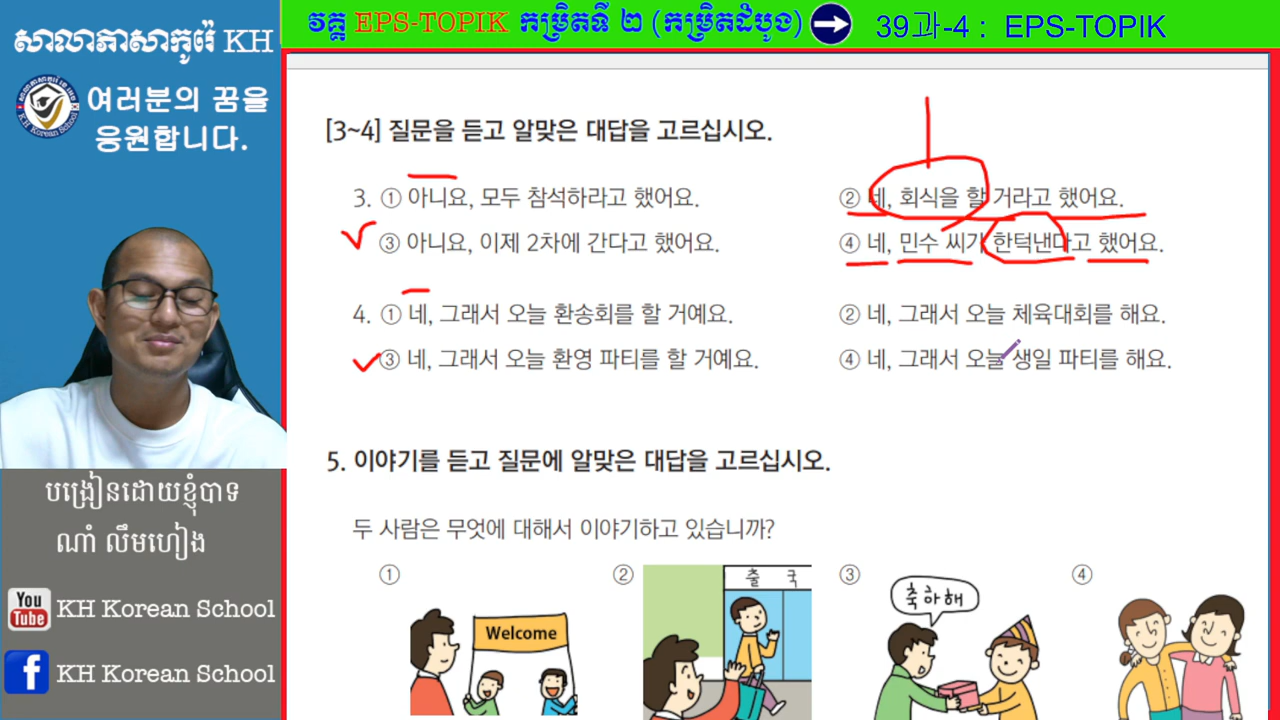 សាលាភាសាកូរ៉េ KH
여러분의 꿈을
응원합니다.
KH Korean School
វគ្គ EPS-TOPIK កម្រិតទី ២ (កម្រិតដំបូង)
39과-4 : EPS-TOPIK
[3~4] 질문을 듣고 알맞은 대답을 고르십시오.
3. ① 아니요, 모두 참석하라고 했어요.
② 네, 회식을 할 거라고 했어요.
③ 아니요, 이제 2차에 간다고 했어요.
④ 네, 민수 씨가 한턱낸다고 했어요.
4. ① 네, 그래서 오늘 환송회를 할 거예요.
② 네, 그래서 오늘 체육대회를 해요.
③ 네, 그래서 오늘 환영 파티를 할 거예요.
④ 네, 그래서 오늘 생일 파티를 해요.
5. 이야기를 듣고 질문에 알맞은 대답을 고르십시오.
두 사람은 무엇에 대해서 이야기하고 있습니까?
① ② ③ ④
Welcome
출 국
축하해
បង្រៀនដោយខ្ញុំបាទ
ណាំ លឹមហៀង
You
Tube
KH Korean School
f KH Korean School